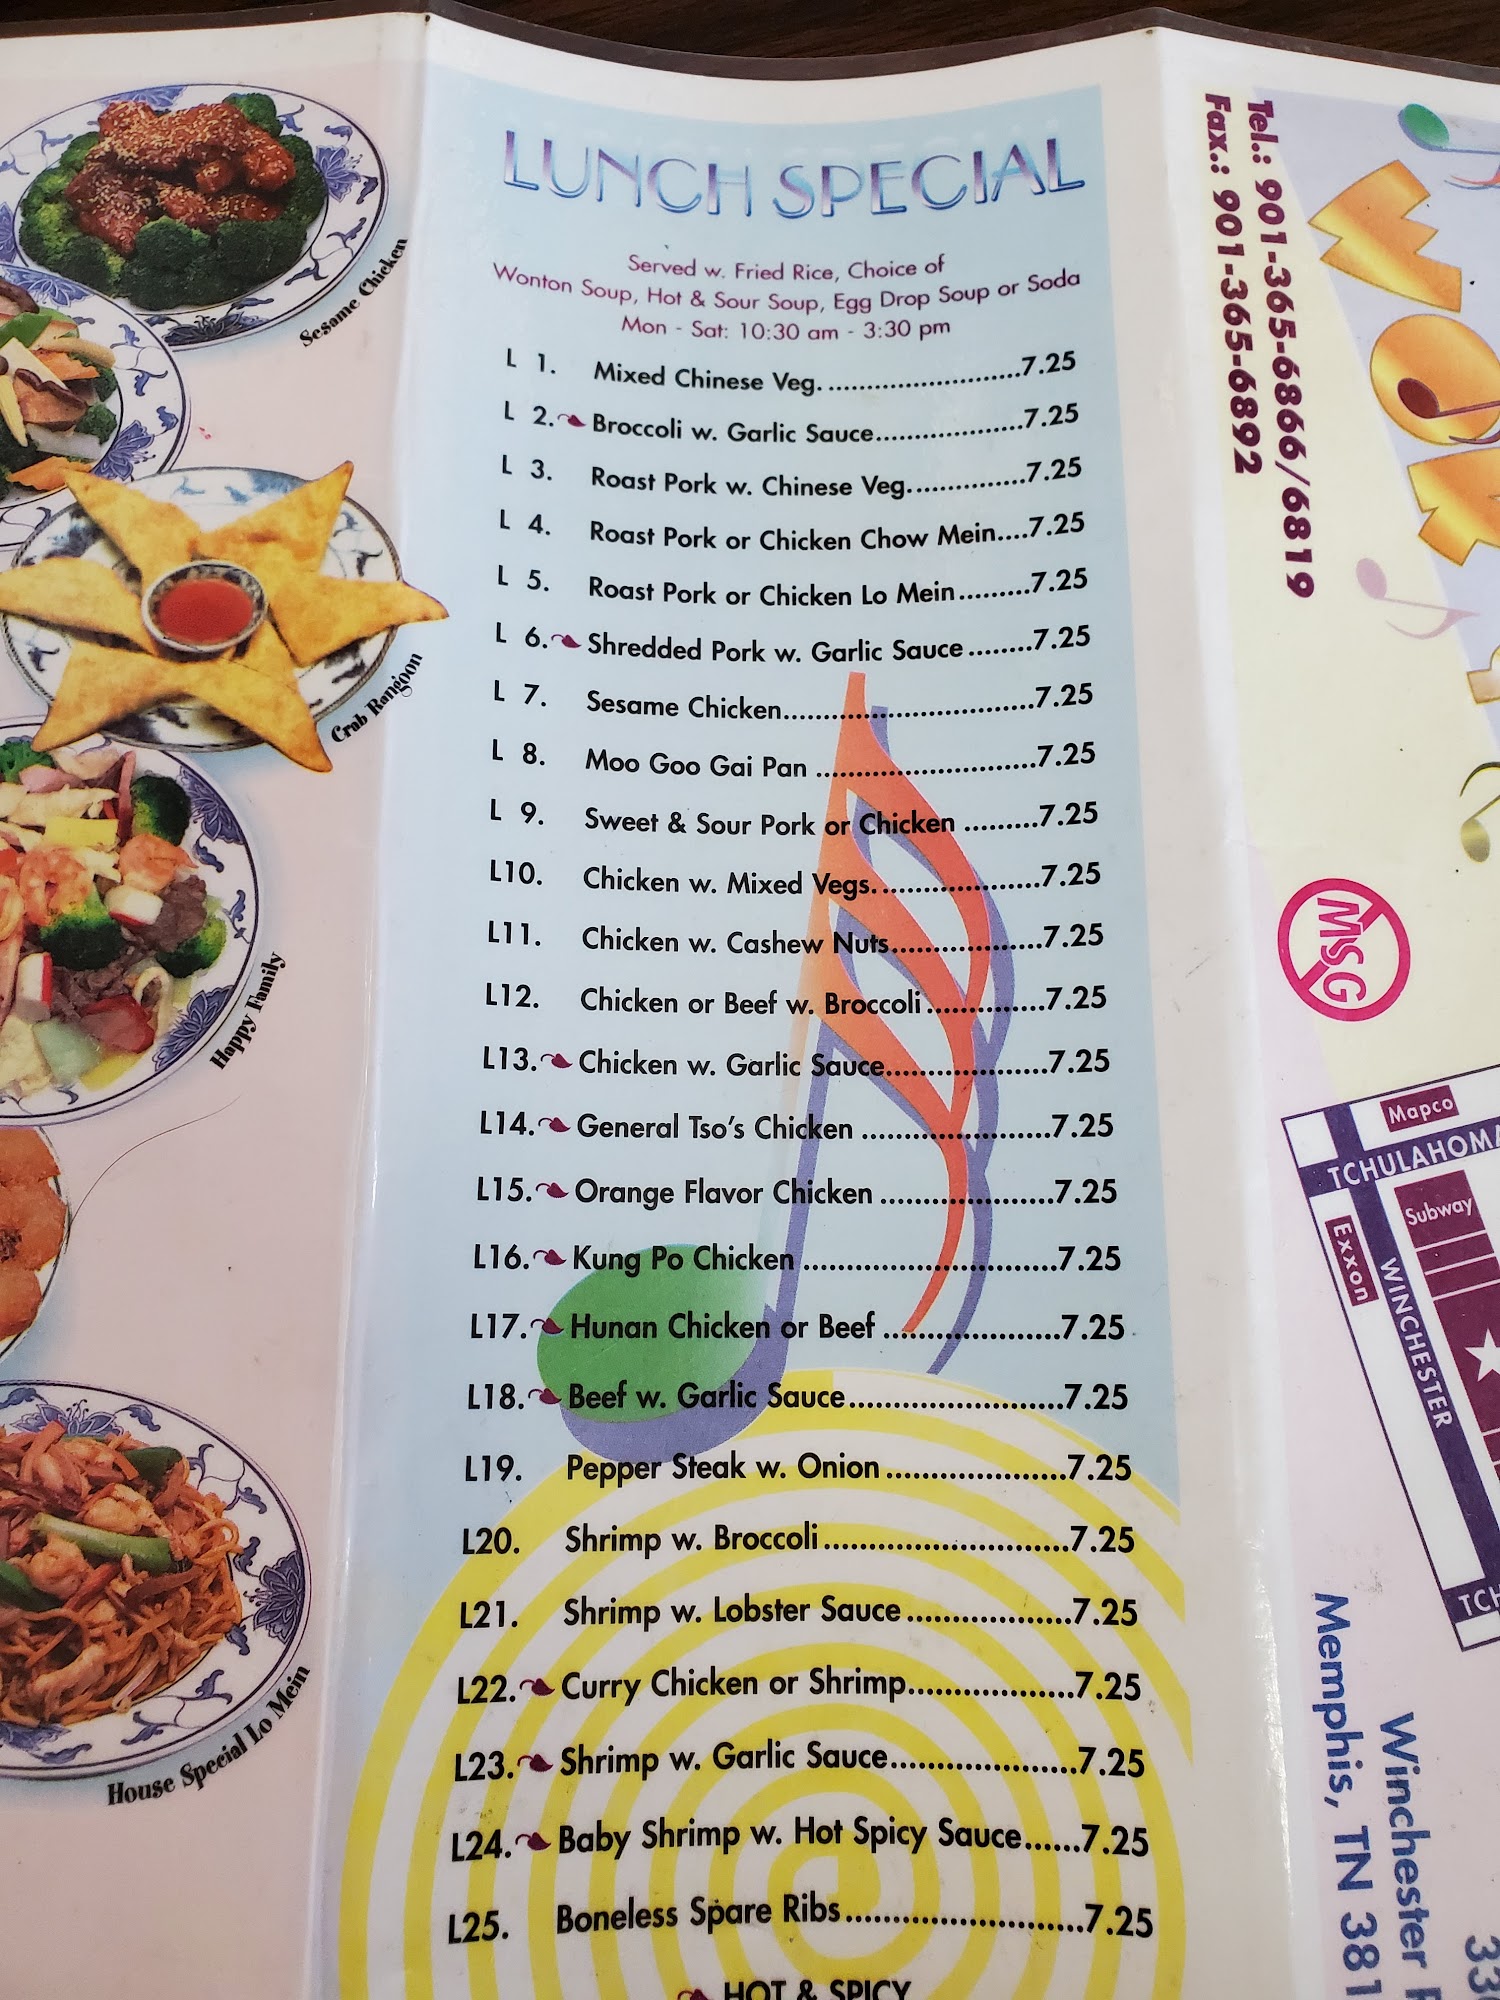 Sesame Chicken
Crab Rangoon
Happy Family
House Special Lo Mein
LUNCH SPECIAL
Served w. Fried Rice, Choice of
Wonton Soup, Hot & Sour Soup, Egg Drop Soup or Soda
Mon - Sat: 10:30 am - 3:30 pm
L 1. Mixed Chinese Veg. ........................7.25
L 2. Broccoli w. Garlic Sauce..................7.25
L 3. Roast Pork w. Chinese Veg..............7.25
L 4. Roast Pork or Chicken Chow Mein....7.25
L 5. Roast Pork or Chicken Lo Mein.........7.25
L 6. Shredded Pork w. Garlic Sauce ........7.25
L 7. Sesame Chicken..............................7.25
L 8. Moo Goo Gai Pan ..........................7.25
L 9. Sweet & Sour Pork or Chicken .........7.25
L10. Chicken w. Mixed Vegs. ...................7.25
L11. Chicken w. Cashew Nuts..................7.25
L12. Chicken or Beef w. Broccoli ..............7.25
L13. Chicken w. Garlic Sauce...................7.25
L14. General Tso's Chicken ......................7.25
L15. Orange Flavor Chicken ....................7.25
L16. Kung Po Chicken .............................7.25
L17. Hunan Chicken or Beef ....................7.25
L18. Beef w. Garlic Sauce........................7.25
L19. Pepper Steak w. Onion ....................7.25
L20. Shrimp w. Broccoli...........................7.25
L21. Shrimp w. Lobster Sauce ..................7.25
L22. Curry Chicken or Shrimp..................7.25
L23. Shrimp w. Garlic Sauce....................7.25
L24. Baby Shrimp w. Hot Spicy Sauce......7.25
L25. Boneless Spare Ribs..........................7.25
HOT & SPICY
Tel.: 901-365-6866/6819
Fax.: 901-365-6892
MSG
Mapco
TCHULAHOMA
Subway
Exxon
WINCHESTER
TCH
Winchester
Memphis, TN 381